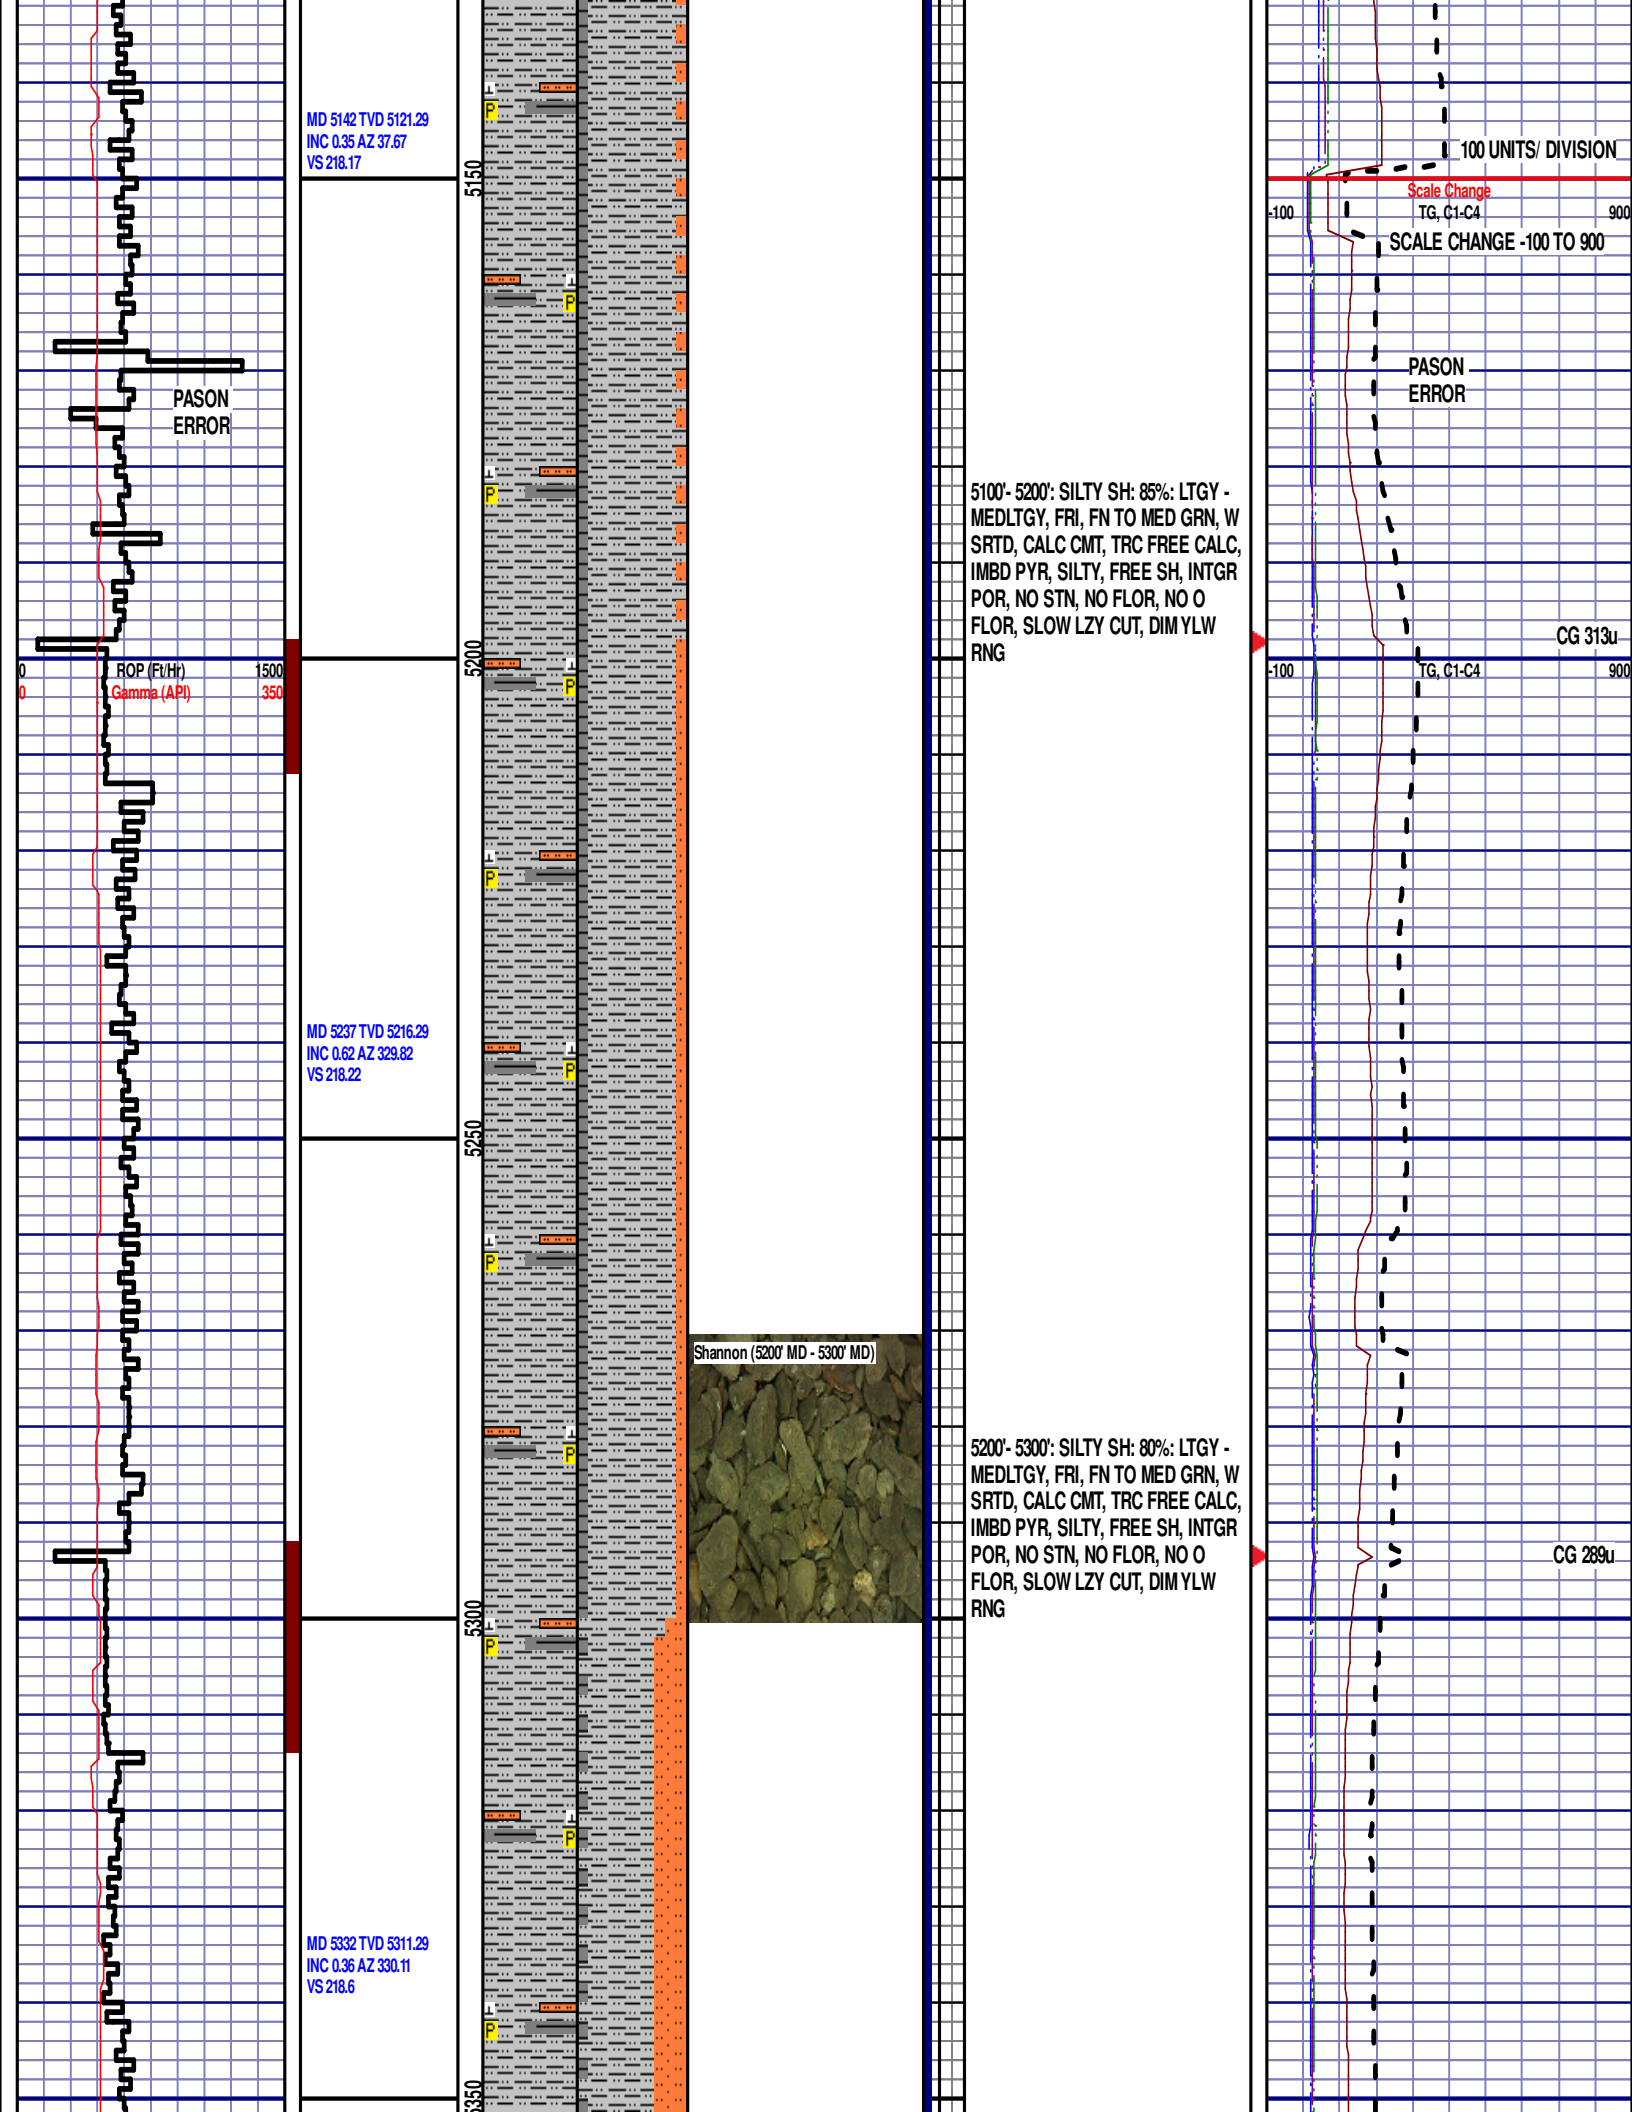 MD 5142 TVD 5121.29
INC 0.35 AZ 37.67
VS 218.17
5150
100 UNITS/ DIVISION
Scale Change
-100 TG, C1-C4 900
SCALE CHANGE -100 TO 900
P
P
PASON
ERROR
PASON
ERROR
P
5100'- 5200': SILTY SH: 85%: LTGY -
MEDLTGY, FRI, FN TO MED GRN, W
SRTD, CALC CMT, TRC FREE CALC,
IMBD PYR, SILTY, FREE SH, INTGR
POR, NO STN, NO FLOR, NO O
FLOR, SLOW LZY CUT, DIM YLW
RNG
CG 313u
5200
0 ROP (Ft/Hr) 1500
0 Gamma (API) 350
-100 TG, C1-C4 900
P
P
MD 5237 TVD 5216.29
INC 0.62 AZ 329.82
VS 218.22
P
5250
P
Shannon (5200' MD - 5300' MD)
P
5200'- 5300': SILTY SH: 80%: LTGY -
MEDLTGY, FRI, FN TO MED GRN, W
SRTD, CALC CMT, TRC FREE CALC,
IMBD PYR, SILTY, FREE SH, INTGR
POR, NO STN, NO FLOR, NO O
FLOR, SLOW LZY CUT, DIM YLW
RNG
CG 289u
5300
P
P
MD 5332 TVD 5311.29
INC 0.36 AZ 330.11
VS 218.6
P
5350